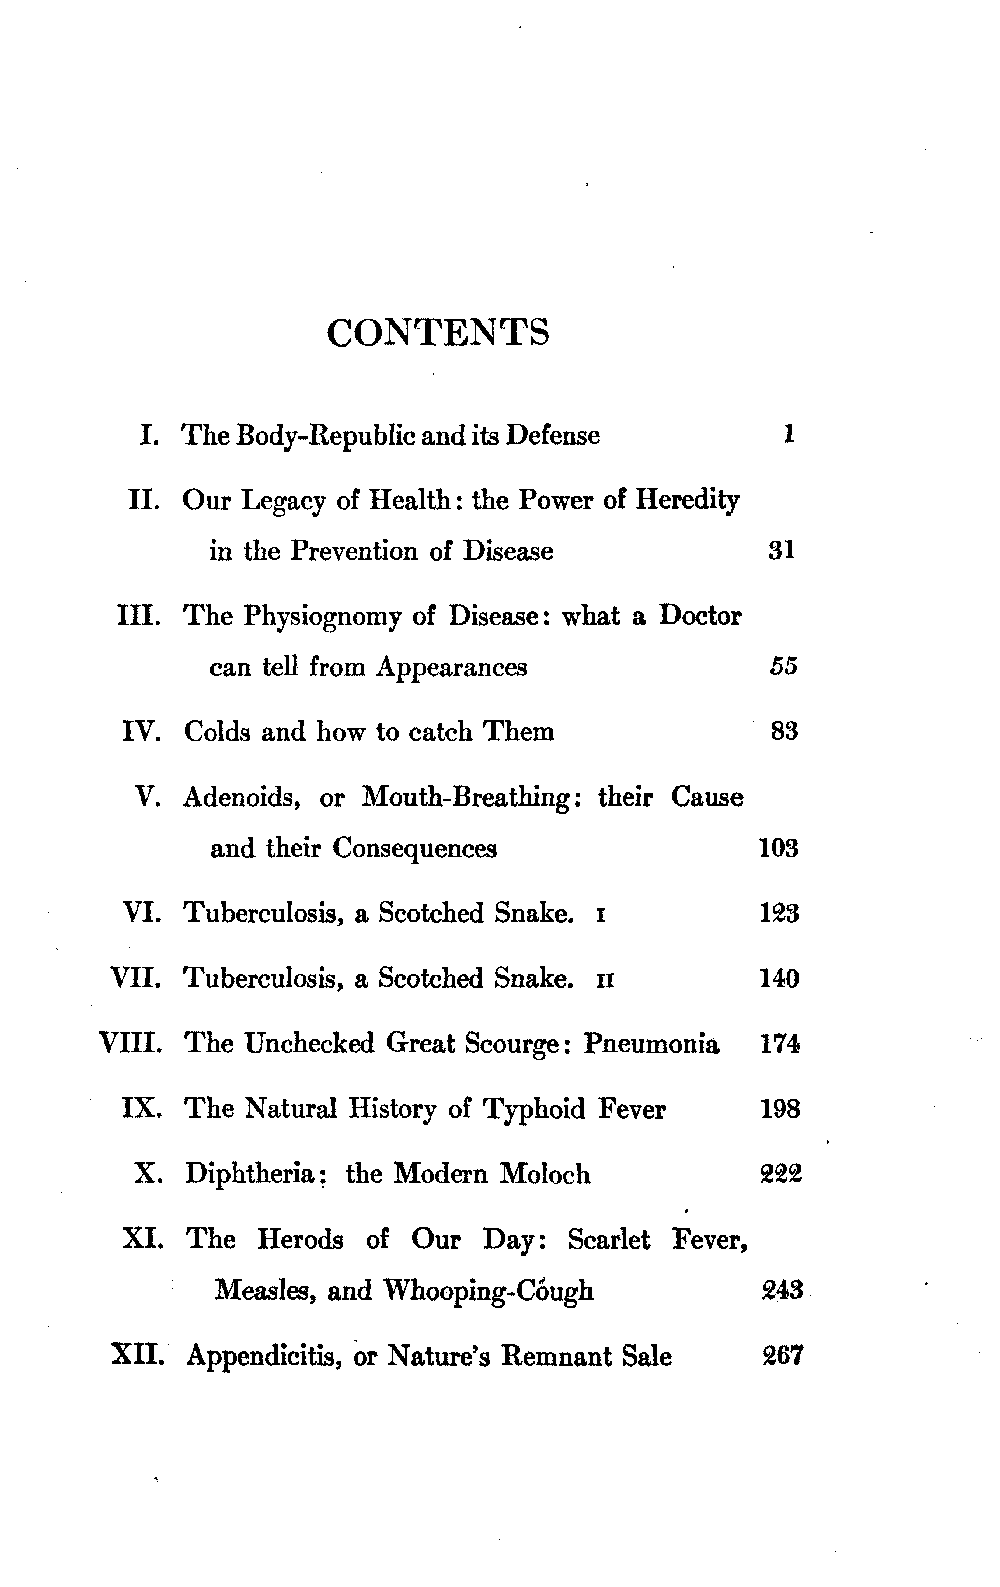 CONTENTS
I. The Body-Republic and its Defense 1
II. Our Legacy of Health: the Power of Heredity
in the Prevention of Disease 31
III. The Physiognomy of Disease: what a Doctor
can tell from Appearances 55
IV. Colds and how to catch Them 83
V. Adenoids, or Mouth-Breathing: their Cause
and their Consequences 103
VI. Tuberculosis, a Scotched Snake. I 123
VII. Tuberculosis, a Scotched Snake. II 140
VIII. The Unchecked Great Scourge: Pneumonia 174
IX. The Natural History of Typhoid Fever 198
X. Diphtheria: the Modern Moloch 222
XI. The Herods of Our Day: Scarlet Fever,
Measles, and Whooping-Cough 243
XII. Appendicitis, or Nature's Remnant Sale 267